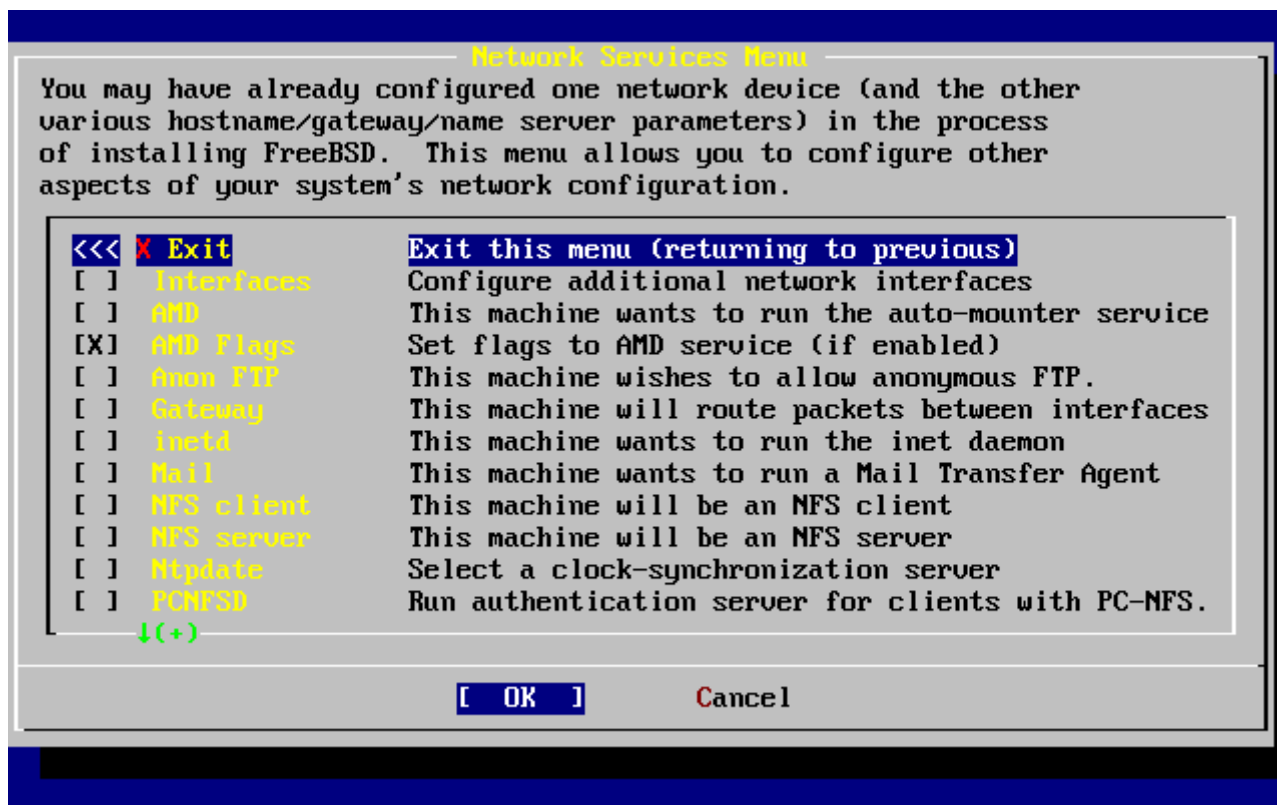 Network Services Menu
You may have already configured one network device (and the other
various hostname/gateway/name server parameters) in the process
of installing FreeBSD.  This menu allows you to configure other
aspects of your system's network configuration.
<<< X Exit Exit this menu (returning to previous)
[ ] Interfaces Configure additional network interfaces
[ ] AMD This machine wants to run the auto-mounter service
[X] AMD Flags Set flags to AMD service (if enabled)
[ ] Anon FTP This machine wishes to allow anonymous FTP.
[ ] Gateway This machine will route packets between interfaces
[ ] inetd This machine wants to run the inet daemon
[ ] Mail This machine wants to run a Mail Transfer Agent
[ ] NFS client This machine will be an NFS client
[ ] NFS server This machine will be an NFS server
[ ] Ntpdate Select a clock-synchronization server
[ ] PCNFSD Run authentication server for clients with PC-NFS.
↓(+)
[ OK ] Cancel